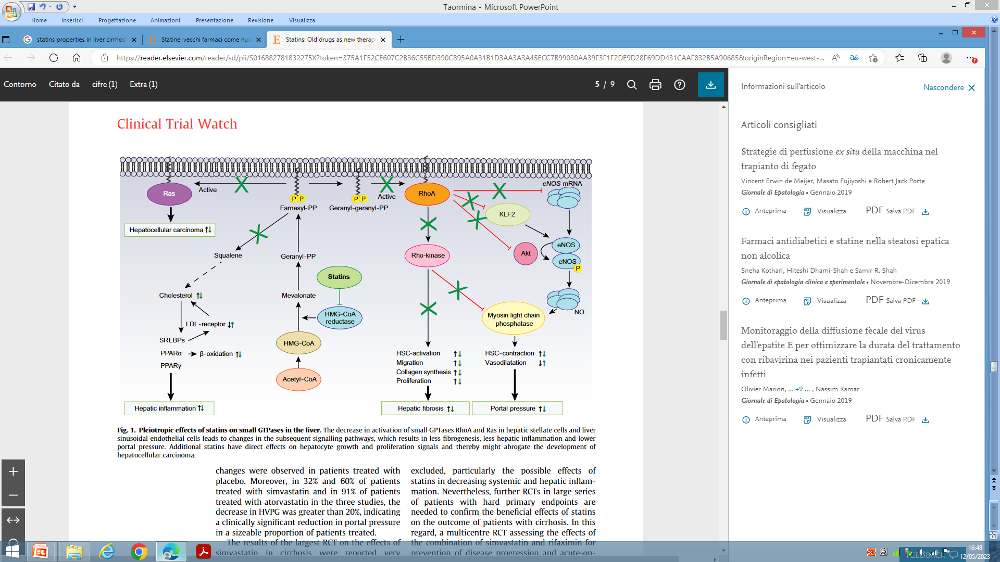 Taormina - Microsoft PowerPoint
Home Inserisci Progettazione Animazioni Presentazione Revisione Visualizza
statins properties in liver cirrhosi
Statine: vecchi farmaci come nuo
Statins: Old drugs as new therap
https://reader.elsevier.com/reader/sd/pii/S016882781832275X?token=375A1F52CE607C2B36C55BD390C895A0A31B1D3AA3A3A45ECC7B99030AA39F3F1F2DE9D28F69DD431CAAF832B5A90685&originRegion=eu-west-...
Contorno Citato da cifre (1) Extra (1)
5 / 9
Clinical Trial Watch
Ras
Active
P P
Farnesyl-PP
P P
Geranyl-geranyl-PP
Active
RhoA
eNOS mRNA
KLF2
Hepatocellular carcinoma
Squalene
Geranyl-PP
Rho-kinase
Akt
eNOS
eNOS
P
Statins
Cholesterol
Mevalonate
HMG-CoA
reductase
Myosin light chain
phosphatase
NO
LDL-receptor
SREBPs
HMG-CoA
PPARα
β-oxidation
PPARγ
Acetyl-CoA
HSC-activation
Migration
Collagen synthesis
Proliferation
HSC-contraction
Vasodilatation
Hepatic inflammation
Hepatic fibrosis
Portal pressure
Fig. 1. Pleiotropic effects of statins on small GTPases in the liver. The decrease in activation of small GPTases RhoA and Ras in hepatic stellate cells and liver
sinusoidal endothelial cells leads to changes in the subsequent signalling pathways, which results in less fibrogenesis, less hepatic inflammation and lower
portal pressure. Additional statins have direct effects on hepatocyte growth and proliferation signals and thereby might abrogate the development of
hepatocellular carcinoma.
changes were observed in patients treated with
placebo. Moreover, in 32% and 60% of patients
treated with simvastatin and in 91% of patients
treated with atorvastatin in the three studies, the
decrease in HVPG was greater than 20%, indicating
a clinically significant reduction in portal pressure
in a sizeable proportion of patients treated.
The results of the largest RCT on the effects of
simvastatin in cirrhosis were reported very
excluded, particularly the possible effects of
statins in decreasing systemic and hepatic inflam-
mation. Nevertheless, further RCTs in large series
of patients with hard primary endpoints are
needed to confirm the beneficial effects of statins
on the outcome of patients with cirrhosis. In this
regard, a multicentre RCT assessing the effects of
the combination of simvastatin and rifaximin for
prevention of disease progression and acute-on-
Informazioni sull'articolo
Nascondere
Articoli consigliati
Strategie di perfusione ex situ della macchina nel
trapianto di fegato
Vincent Erwin de Meijer, Masato Fujiyoshi e Robert Jack Porte
Giornale di Epatologia • Gennaio 2019
Anteprima Visualizza PDF Salva PDF
Farmaci antidiabetici e statine nella steatosi epatica
non alcolica
Sneha Kothari, Hiteshi Dhami-Shah e Samir R. Shah
Giornale di epatologia clinica e sperimentale • Novembre-Dicembre 2019
Anteprima Visualizza PDF Salva PDF
Monitoraggio della diffusione fecale del virus
dell'epatite E per ottimizzare la durata del trattamento
con ribavirina nei pazienti trapiantati cronicamente
infetti
Olivier Marion, ... +9 ... , Nassim Kamar
Giornale di Epatologia • Gennaio 2019
Anteprima Visualizza PDF Salva PDF
FEEDBACK
16:48
12/05/2023